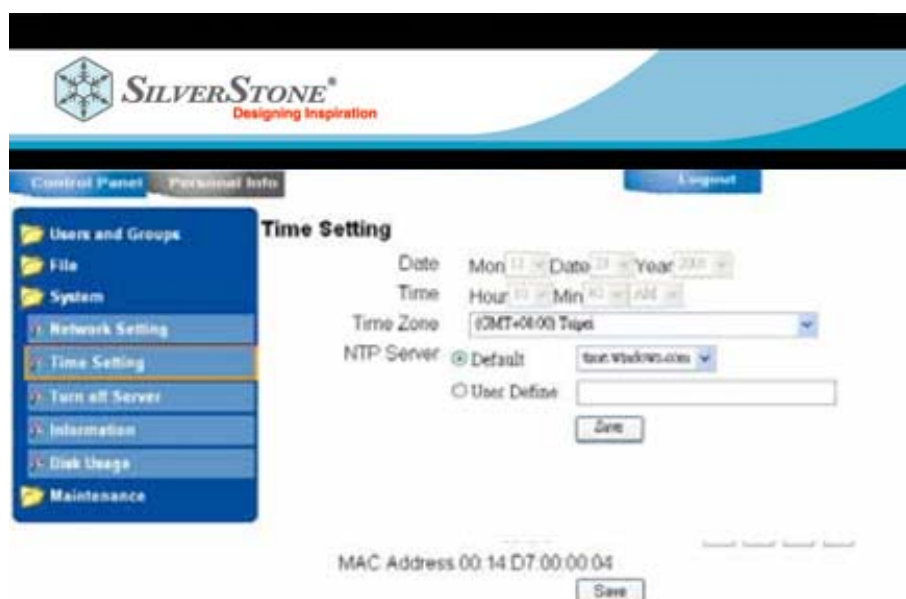 SILVERSTONE®
Designing Inspiration
Control Panel Personal Info Logout
Users and Groups
File
System
Network Setting
Time Setting
Turn off Server
Information
Disk Usage
Maintenance
Time Setting
Date Mon Date Year
Time Hour Min AM
Time Zone (GMT+08:00) Taipei
NTP Server Default time.windows.com
User Define
Save
MAC Address 00:14:D7:00:00:04
Save